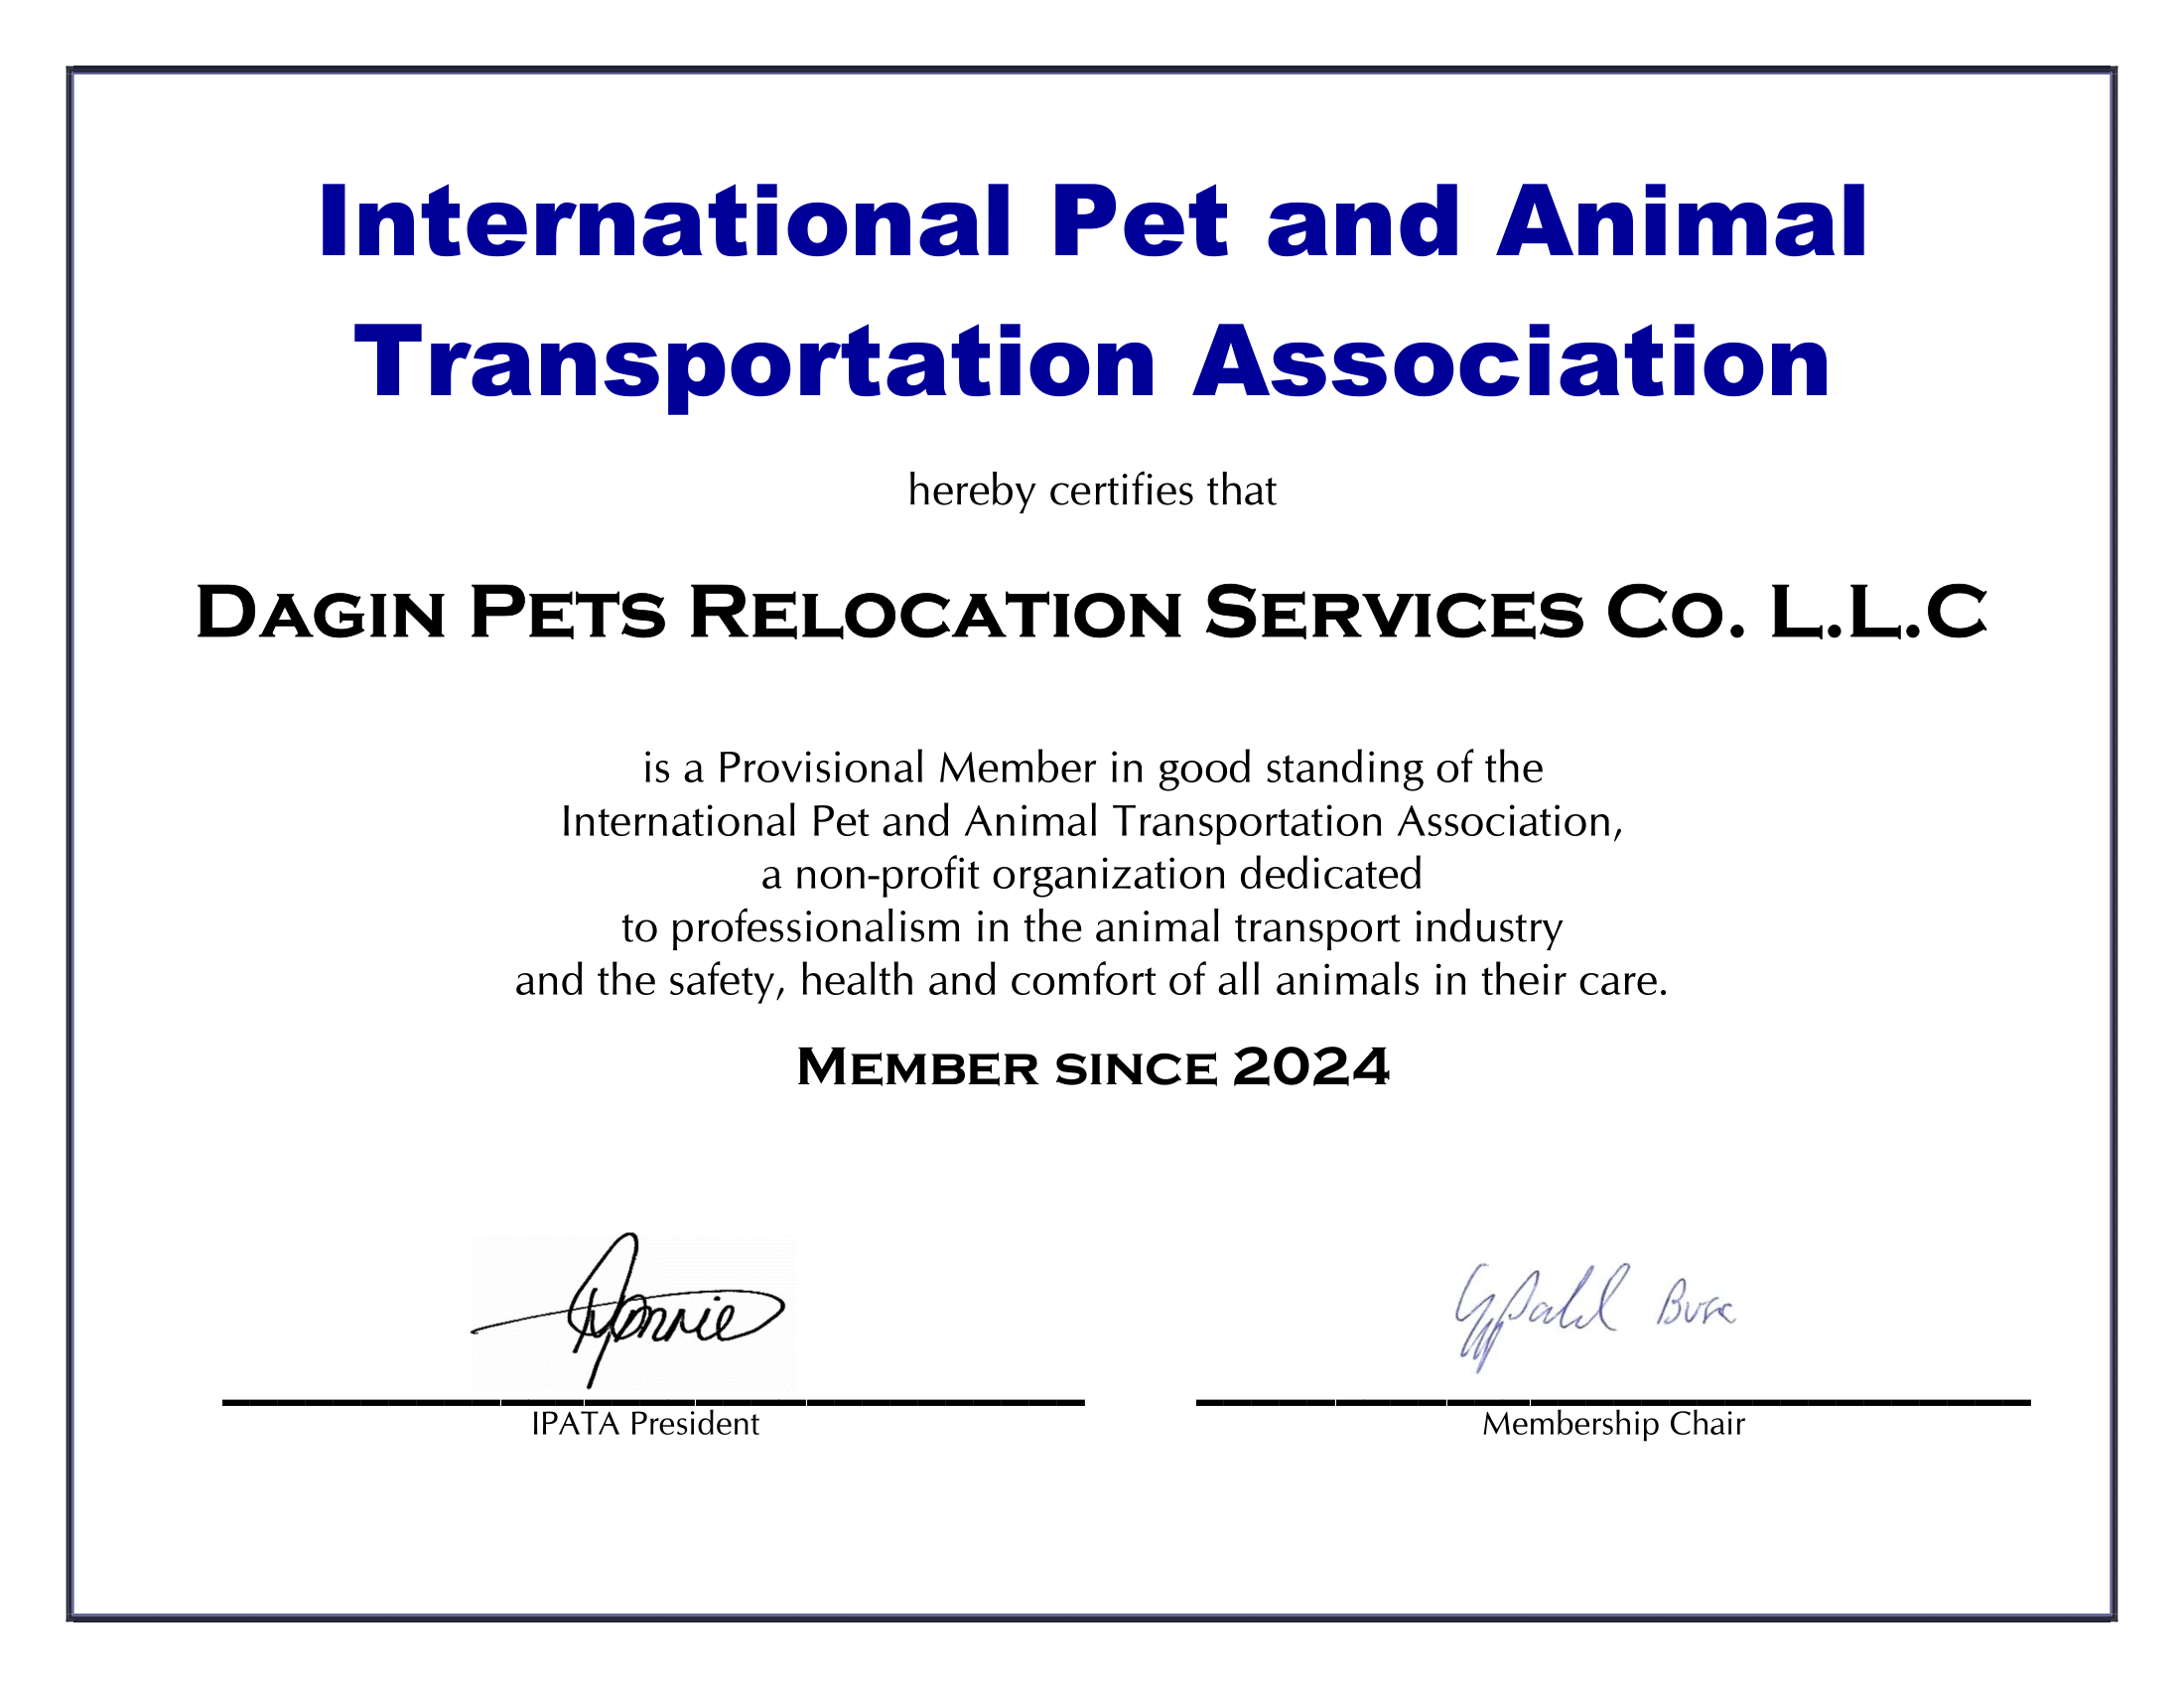 International Pet and Animal
Transportation Association
hereby certifies that
Dagin Pets Relocation Services Co. L.L.C
is a Provisional Member in good standing of the
International Pet and Animal Transportation Association,
a non-profit organization dedicated
to professionalism in the animal transport industry
and the safety, health and comfort of all animals in their care.
Member since 2024
IPATA President
Membership Chair